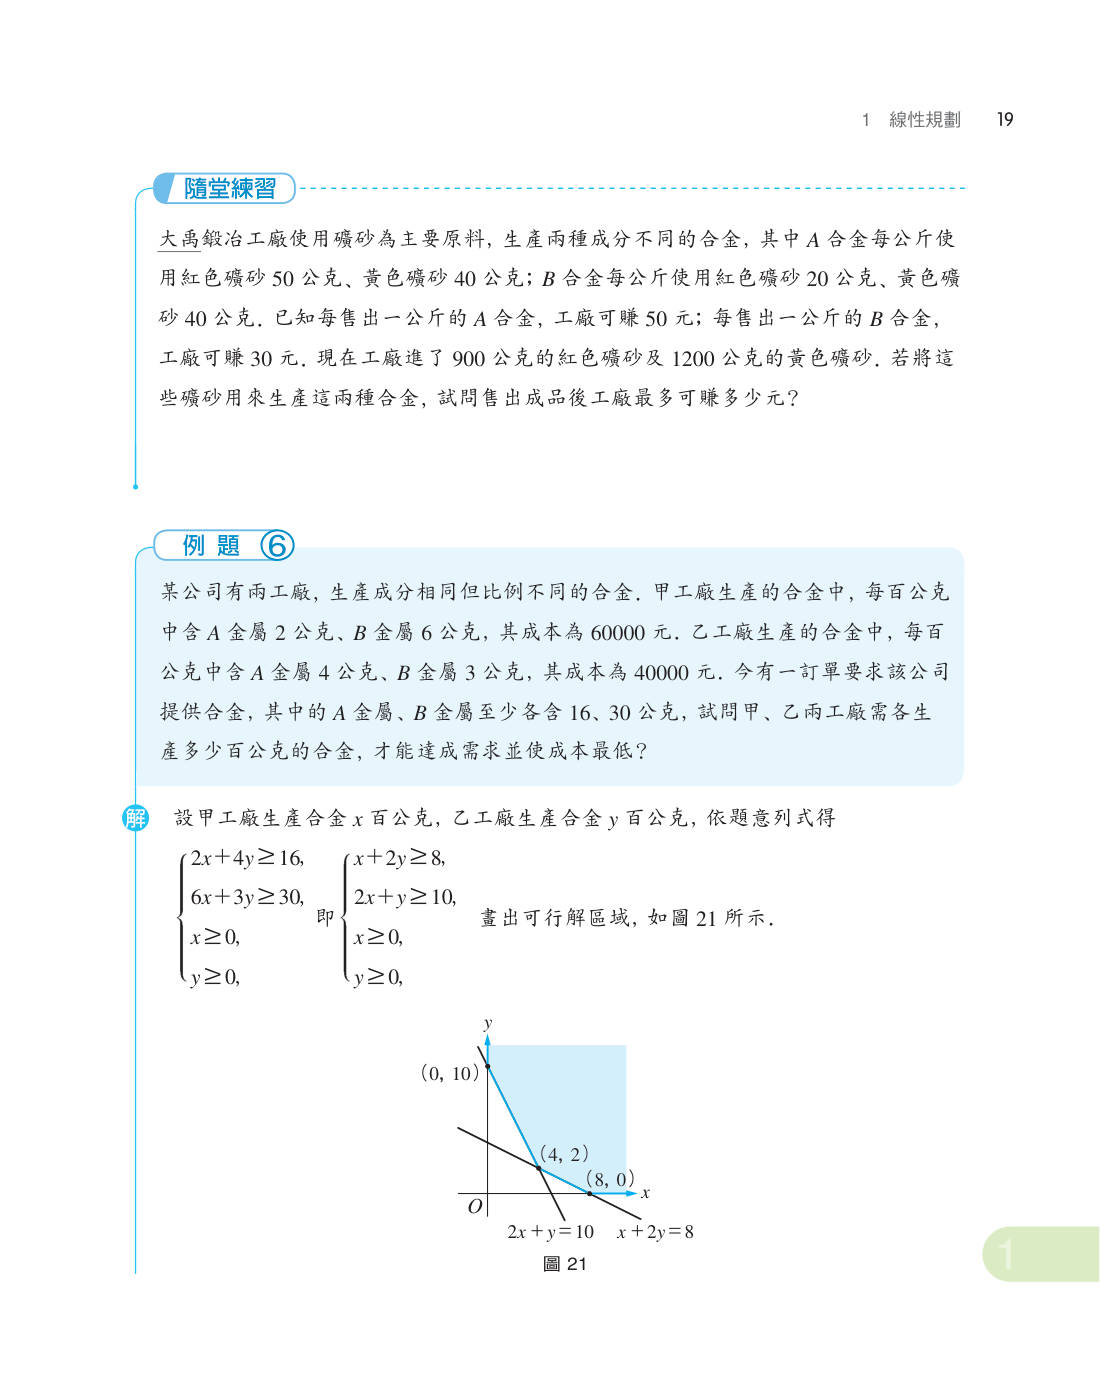 1 線性規劃 19
隨堂練習
大禹鍛冶工廠使用礦砂為主要原料, 生產兩種成分不同的合金, 其中 A 合金每公斤使
用紅色礦砂 50 公克、黃色礦砂 40 公克; B 合金每公斤使用紅色礦砂 20 公克、黃色礦
砂 40 公克. 已知每售出一公斤的 A 合金, 工廠可賺 50 元; 每售出一公斤的 B 合金,
工廠可賺 30 元. 現在工廠進了 900 公克的紅色礦砂及 1200 公克的黃色礦砂. 若將這
些礦砂用來生產這兩種合金, 試問售出成品後工廠最多可賺多少元?
例題 6
某公司有兩工廠, 生產成分相同但比例不同的合金. 甲工廠生產的合金中, 每百公克
中含 A 金屬 2 公克、B 金屬 6 公克, 其成本為 60000 元. 乙工廠生產的合金中, 每百
公克中含 A 金屬 4 公克、B 金屬 3 公克, 其成本為 40000 元. 今有一訂單要求該公司
提供合金, 其中的 A 金屬、B 金屬至少各含 16、30 公克, 試問甲、乙兩工廠需各生
產多少百公克的合金, 才能達成需求並使成本最低?
解 設甲工廠生產合金 x 百公克, 乙工廠生產合金 y 百公克, 依題意列式得
2x+4y≥16, x+2y≥8,
6x+3y≥30, 2x+y≥10,
即 畫出可行解區域, 如圖 21 所示.
x≥0, x≥0,
y≥0, y≥0,
y
(0, 10)
(4, 2)
(8, 0)
x
O
2x+y=10 x+2y=8
圖 21
1